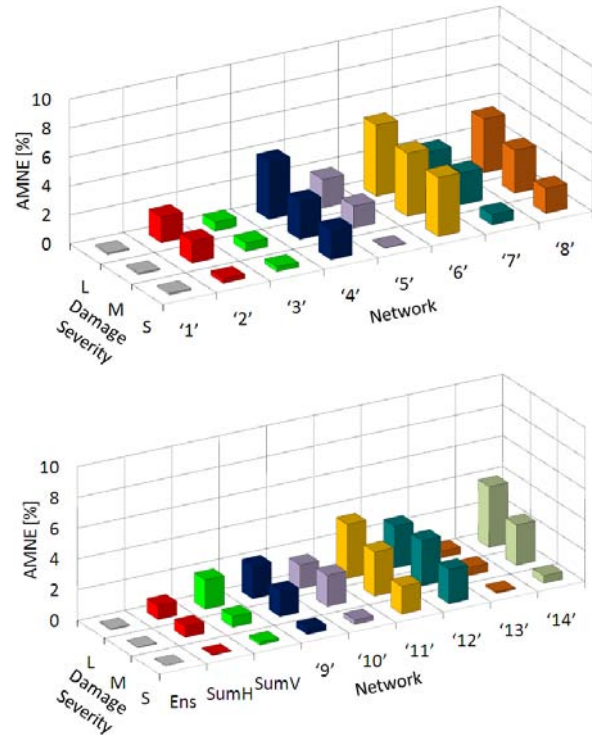 10
8
6
4
2
0
AMNE [%]
L
M
S
Damage
Severity
‘1’
‘2’
‘3’
‘4’
‘5’
‘6’
‘7’
‘8’
Network
10
8
6
4
2
0
AMNE [%]
L
M
S
Damage
Severity
Ens
SumH
SumV
‘9’
‘10’
‘11’
‘12’
‘13’
‘14’
Network